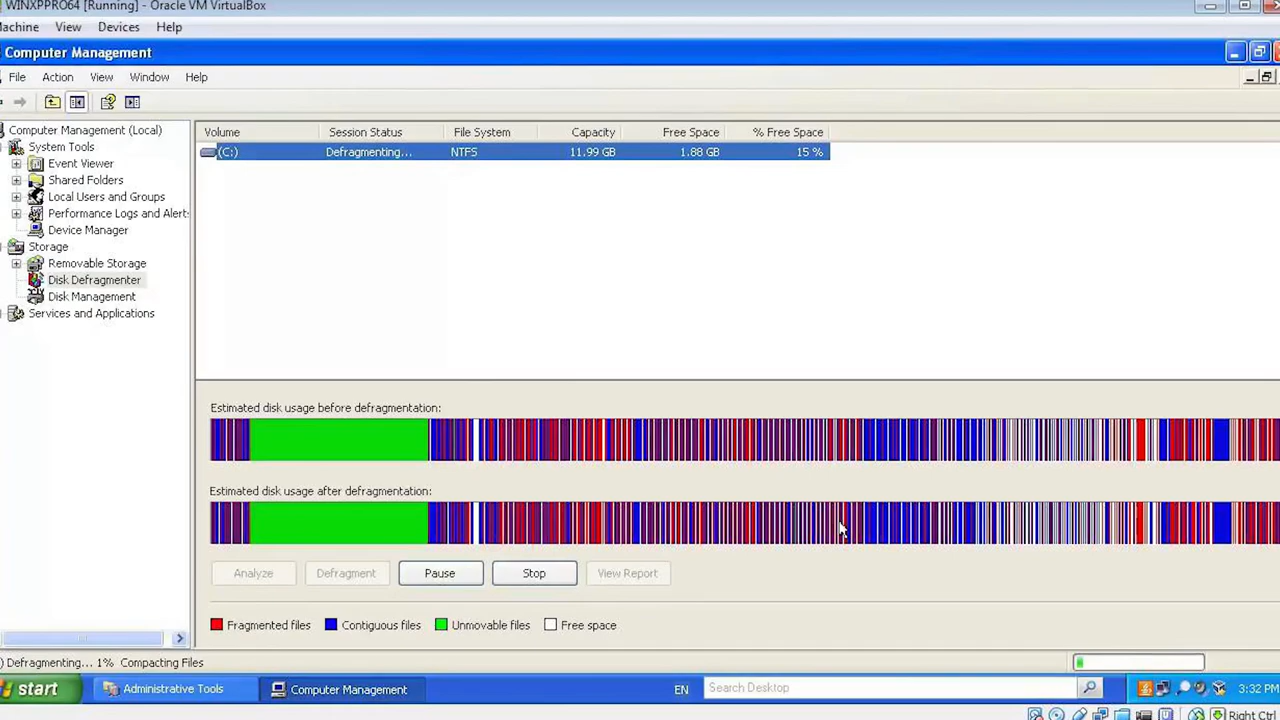 WINXPPRO64 [Running] - Oracle VM VirtualBox
Machine View Devices Help
Computer Management
File Action View Window Help
Computer Management (Local)
System Tools
Event Viewer
Shared Folders
Local Users and Groups
Performance Logs and Alert
Device Manager
Storage
Removable Storage
Disk Defragmenter
Disk Management
Services and Applications
Volume Session Status File System Capacity Free Space % Free Space
(C:) Defragmenting... NTFS 11.99 GB 1.88 GB 15 %
Estimated disk usage before defragmentation:
Estimated disk usage after defragmentation:
Analyze Defragment Pause Stop View Report
Fragmented files Contiguous files Unmovable files Free space
) Defragmenting... 1% Compacting Files
start Administrative Tools Computer Management EN Search Desktop 3:32 PM
Right Ctrl